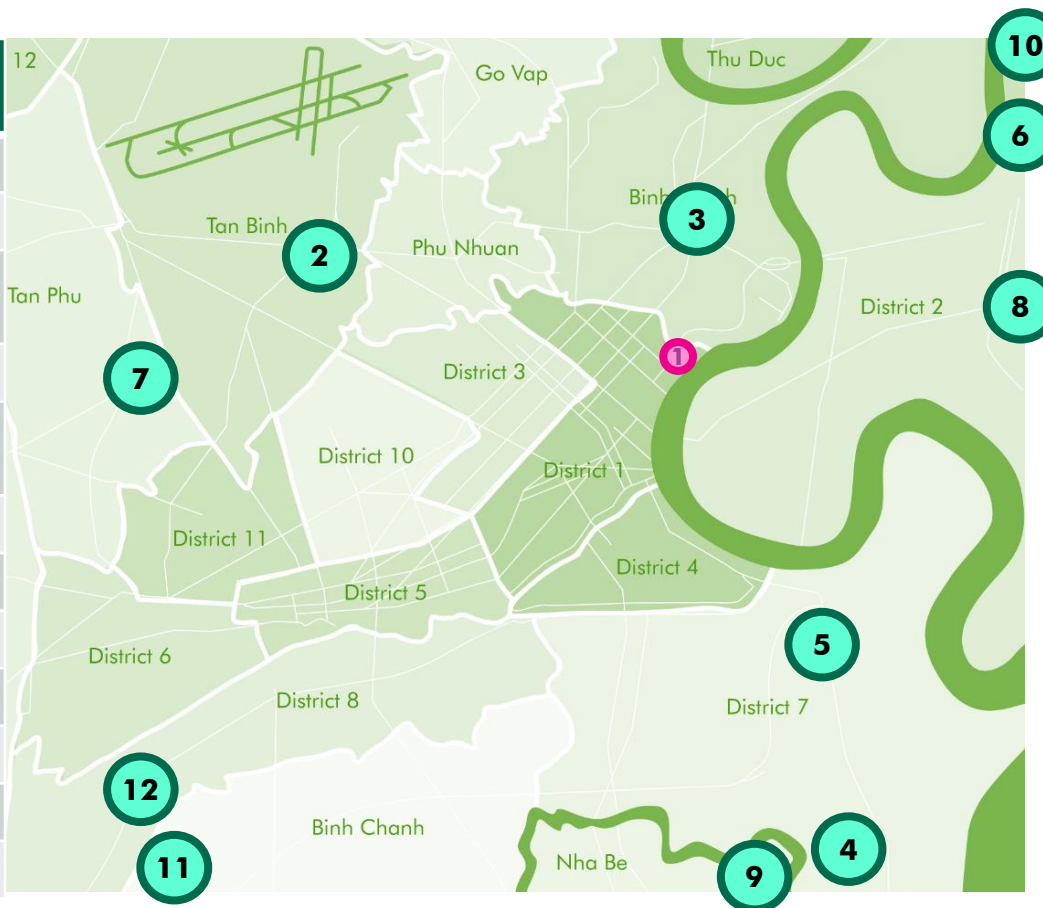 10
12
Go Vap
Thu Duc
6
Tan Binh
3
2
Phu Nhuan
Tan Phu
District 2
8
1
7
District 3
District 10
District 1
District 11
District 4
District 5
5
District 6
District 8
District 7
12
Binh Chanh
4
Nha Be
11
9